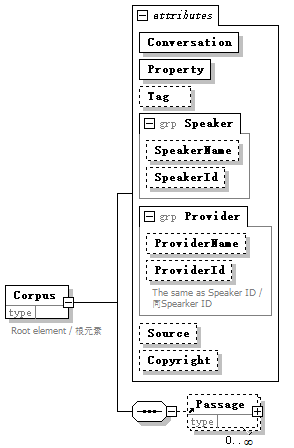 attributes
Conversation
Property
Tag
grp Speaker
SpeakerName
SpeakerId
grp Provider
ProviderName
ProviderId
The same as Speaker ID /
同Spearker ID
Source
Copyright
Corpus
type
Root element / 根元素
Passage
type
0..∞